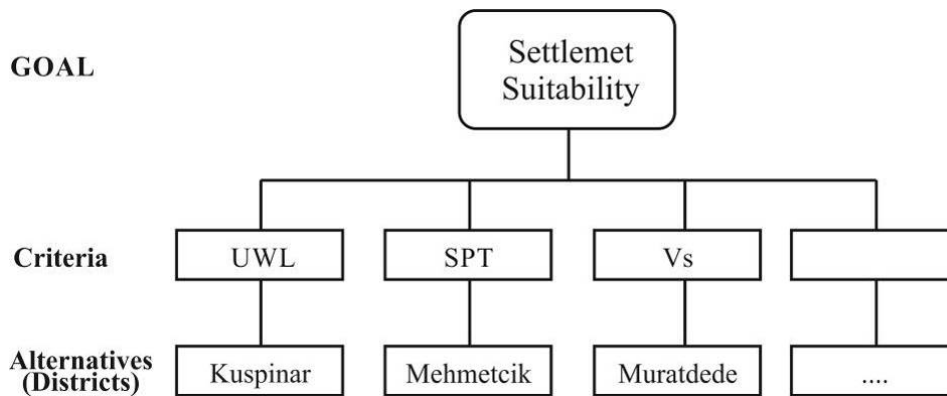 GOAL
Settlemet
Suitability
Criteria
UWL
SPT
Vs
Alternatives
(Districts)
Kuspinar
Mehmetcik
Muratdede
....